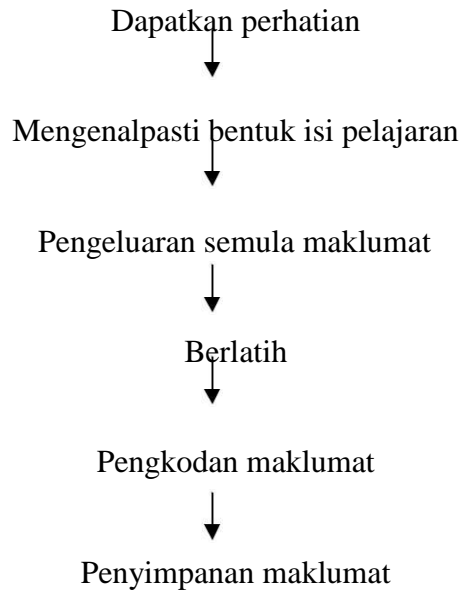 Dapatkan perhatian
Mengenalpasti bentuk isi pelajaran
Pengeluaran semula maklumat
Berlatih
Pengkodan maklumat
Penyimpanan maklumat